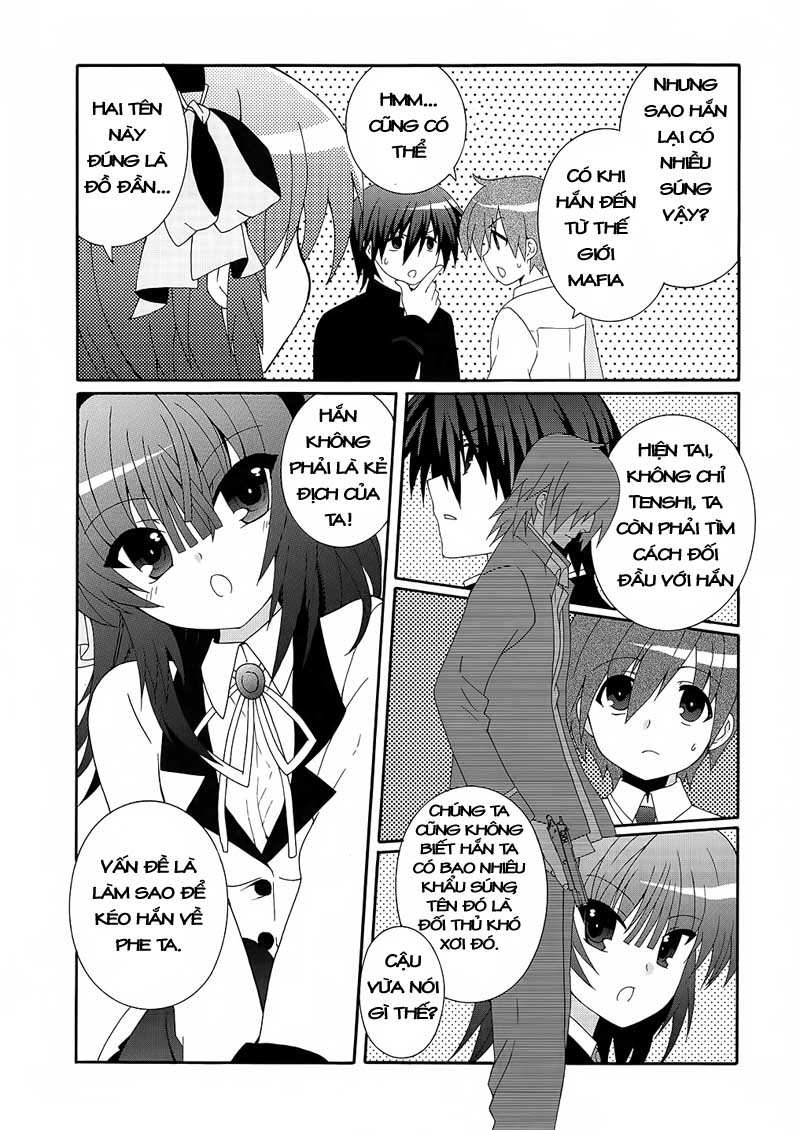 NHƯNG
SAO HẮN
LẠI CÓ
NHIỀU
SÚNG
VẬY?
CÓ KHI
HẮN ĐẾN
TỪ THẾ
GIỚI
MAFIA
HMM...
CŨNG CÓ
THỂ
HAI TÊN
NÀY
ĐÚNG LÀ
ĐỒ ĐẦN...
HIỆN TAI,
KHÔNG CHỈ
TENSHI, TA
CÒN PHẢI TÌM
CÁCH ĐỐI
ĐẦU VỚI HẮN
CHÚNG TA
CŨNG KHÔNG
BIẾT HẮN TA
CÓ BAO NHIÊU
KHẨU SÚNG
TÊN ĐÓ LÀ
ĐỐI THỦ KHÓ
XƠI ĐÓ.
CẬU
VỪA NÓI
GÌ THẾ?
HẮN
KHÔNG
PHẢI LÀ KẺ
ĐỊCH CỦA
TA!
VẤN ĐỀ LÀ
LÀM SAO ĐỂ
KÉO HẮN VỀ
PHE TA.